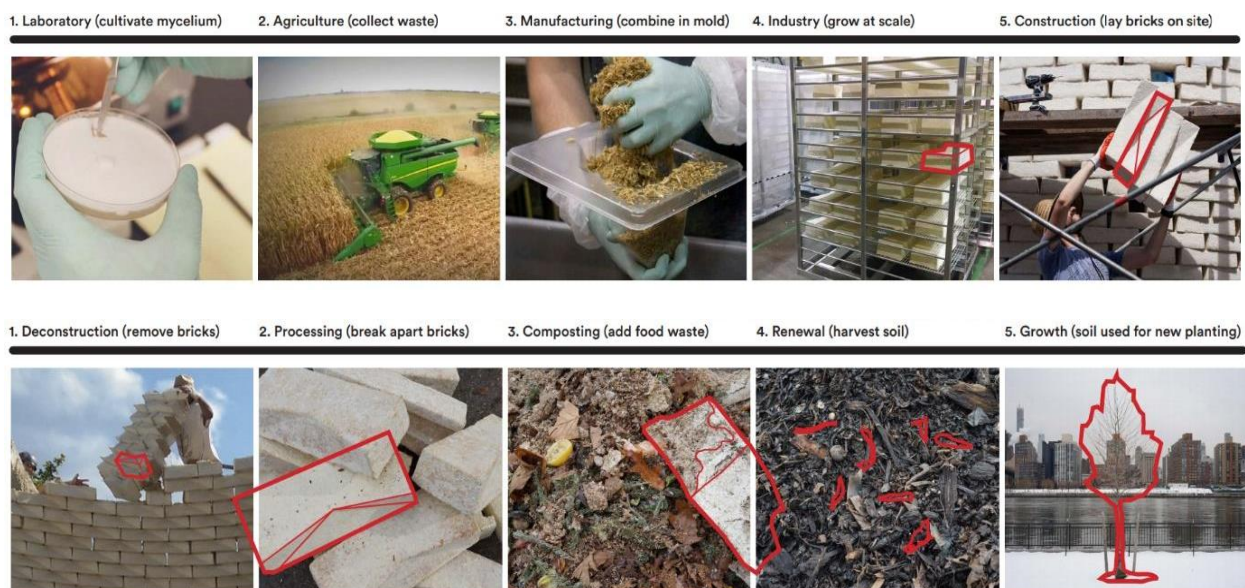 1. Laboratory (cultivate mycelium)
2. Agriculture (collect waste)
3. Manufacturing (combine in mold)
4. Industry (grow at scale)
5. Construction (lay bricks on site)
1. Deconstruction (remove bricks)
2. Processing (break apart bricks)
3. Composting (add food waste)
4. Renewal (harvest soil)
5. Growth (soil used for new planting)